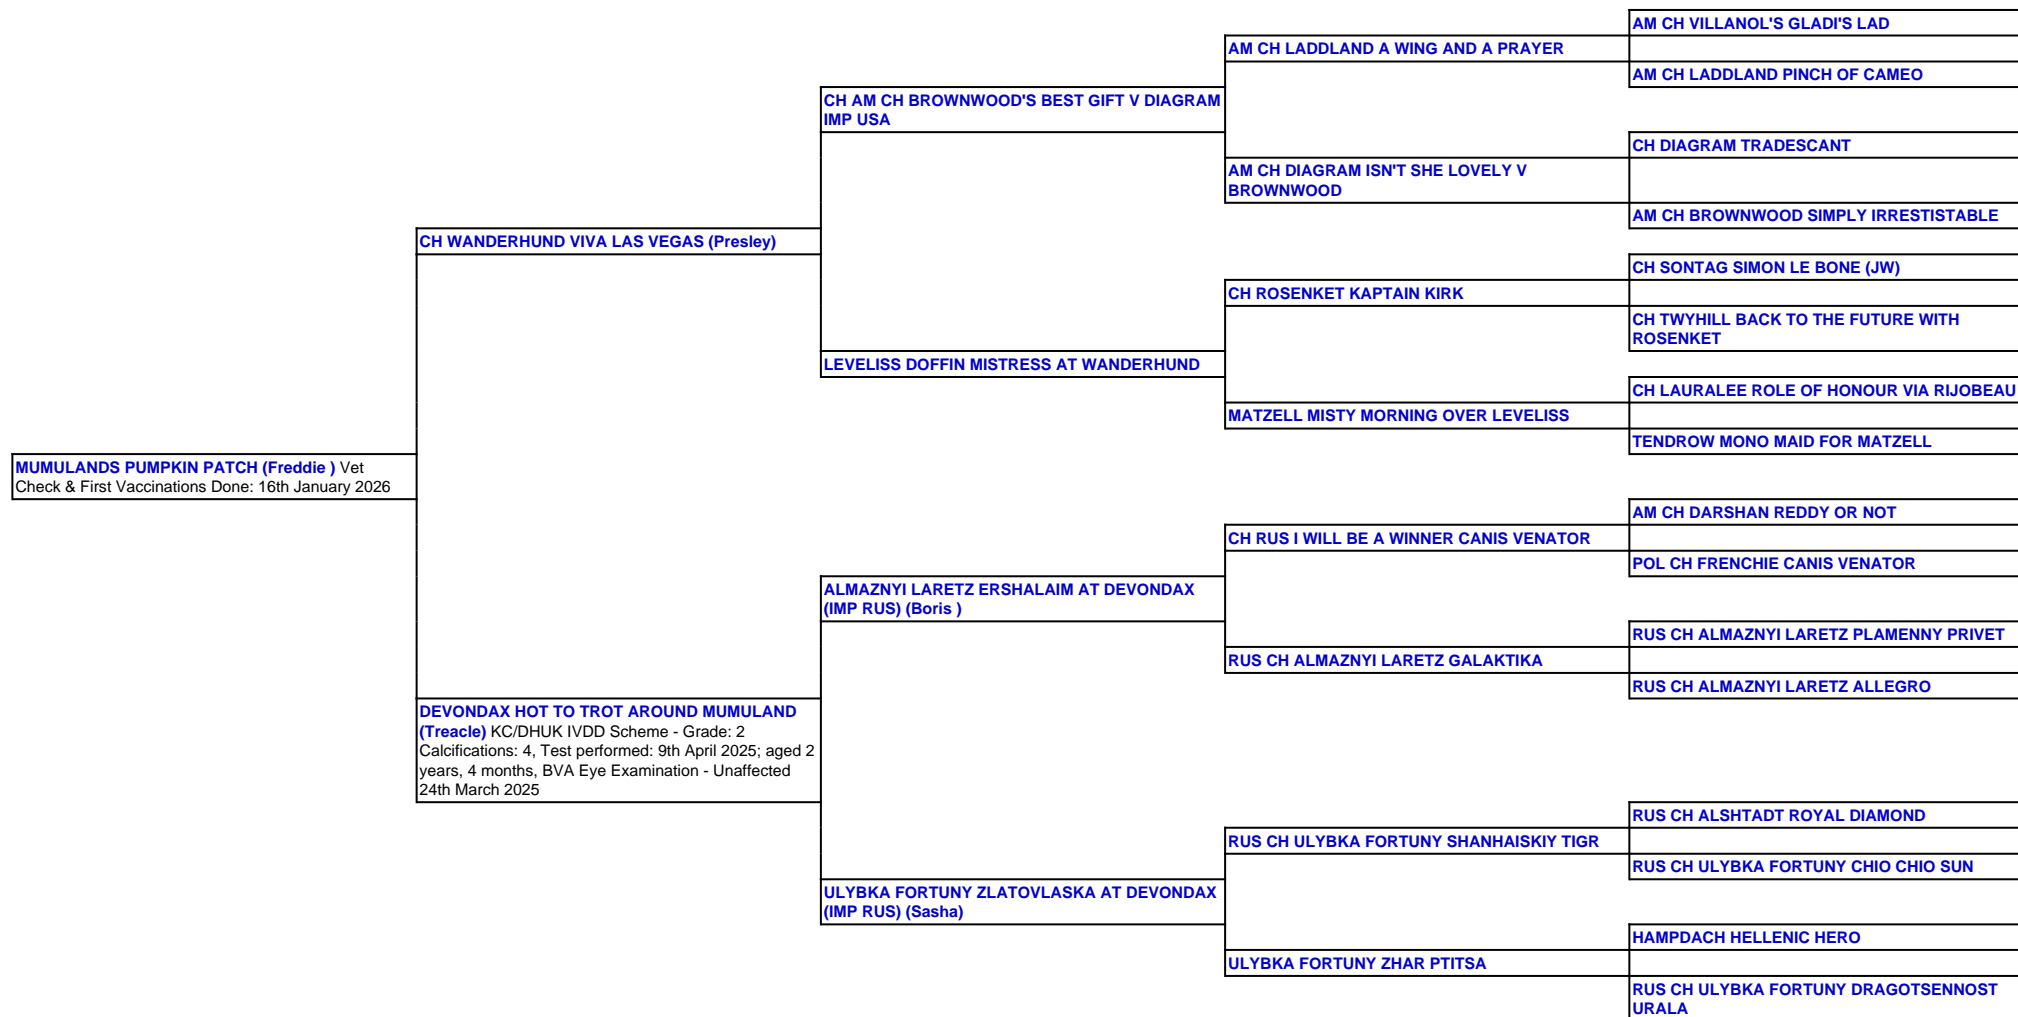 AM CH VILLANOL'S GLADI'S LAD
AM CH LADDLAND A WING AND A PRAYER
AM CH LADDLAND PINCH OF CAMEO
CH AM CH BROWNWOOD'S BEST GIFT V DIAGRAM
IMP USA
CH DIAGRAM TRADESCANT
AM CH DIAGRAM ISN'T SHE LOVELY V
BROWNWOOD
AM CH BROWNWOOD SIMPLY IRRESTISTABLE
CH WANDERHUND VIVA LAS VEGAS (Presley)
CH SONTAG SIMON LE BONE (JW)
CH ROSENKET KAPTAIN KIRK
CH TWYHILL BACK TO THE FUTURE WITH
ROSENKET
LEVELISS DOFFIN MISTRESS AT WANDERHUND
CH LAURALEE ROLE OF HONOUR VIA RIJOBEAU
MATZELL MISTY MORNING OVER LEVELISS
TENDROW MONO MAID FOR MATZELL
MUMULANDS PUMPKIN PATCH (Freddie ) Vet
Check & First Vaccinations Done: 16th January 2026
AM CH DARSHAN REDDY OR NOT
CH RUS I WILL BE A WINNER CANIS VENATOR
POL CH FRENCHIE CANIS VENATOR
ALMAZNYI LARETZ ERSHALAIM AT DEVONDAX
(IMP RUS) (Boris )
RUS CH ALMAZNYI LARETZ PLAMENNY PRIVET
RUS CH ALMAZNYI LARETZ GALAKTIKA
RUS CH ALMAZNYI LARETZ ALLEGRO
DEVONDAX HOT TO TROT AROUND MUMULAND
(Treacle) KC/DHUK IVDD Scheme - Grade: 2
Calcifications: 4, Test performed: 9th April 2025; aged 2
years, 4 months, BVA Eye Examination - Unaffected
24th March 2025
RUS CH ALSHTADT ROYAL DIAMOND
RUS CH ULYBKA FORTUNY SHANHAISKIY TIGR
RUS CH ULYBKA FORTUNY CHIO CHIO SUN
ULYBKA FORTUNY ZLATOVLASKA AT DEVONDAX
(IMP RUS) (Sasha)
HAMPDACH HELLENIC HERO
ULYBKA FORTUNY ZHAR PTITSA
RUS CH ULYBKA FORTUNY DRAGOTSENNOST
URALA